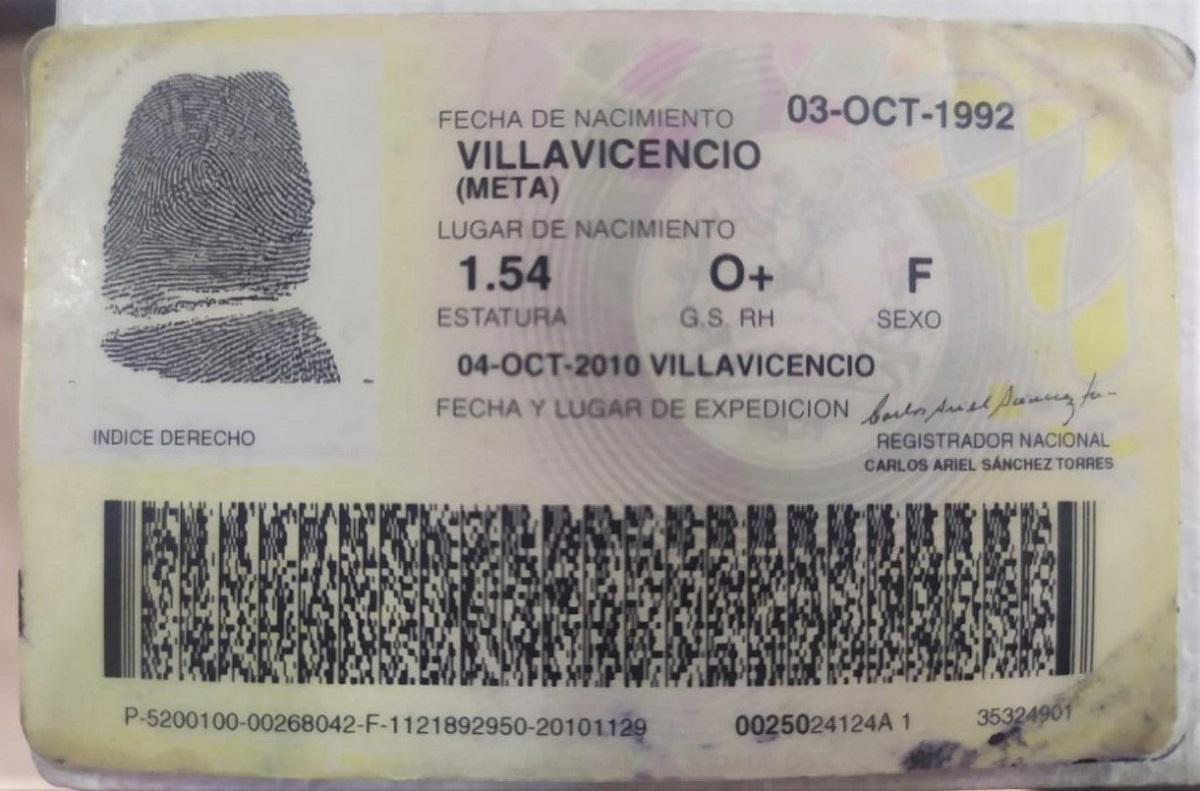 FECHA DE NACIMIENTO 03-OCT-1992
VILLAVICENCIO
(META)
LUGAR DE NACIMIENTO
1.54 O+ F
ESTATURA G.S. RH SEXO
04-OCT-2010 VILLAVICENCIO
FECHA Y LUGAR DE EXPEDICION
INDICE DERECHO
REGISTRADOR NACIONAL
CARLOS ARIEL SÁNCHEZ TORRES
P-5200100-00268042-F-1121892950-20101129 0025024124A 1 35324901